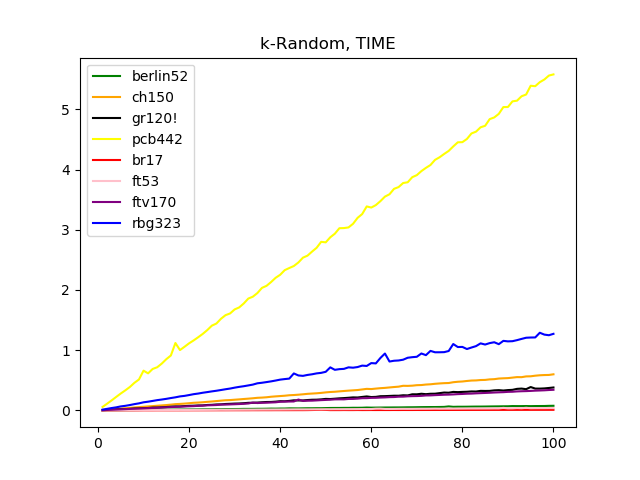 k-Random, TIME
berlin52
ch150
gr120!
pcb442
br17
ft53
ftv170
rbg323
5
4
3
2
1
0
0 20 40 60 80 100